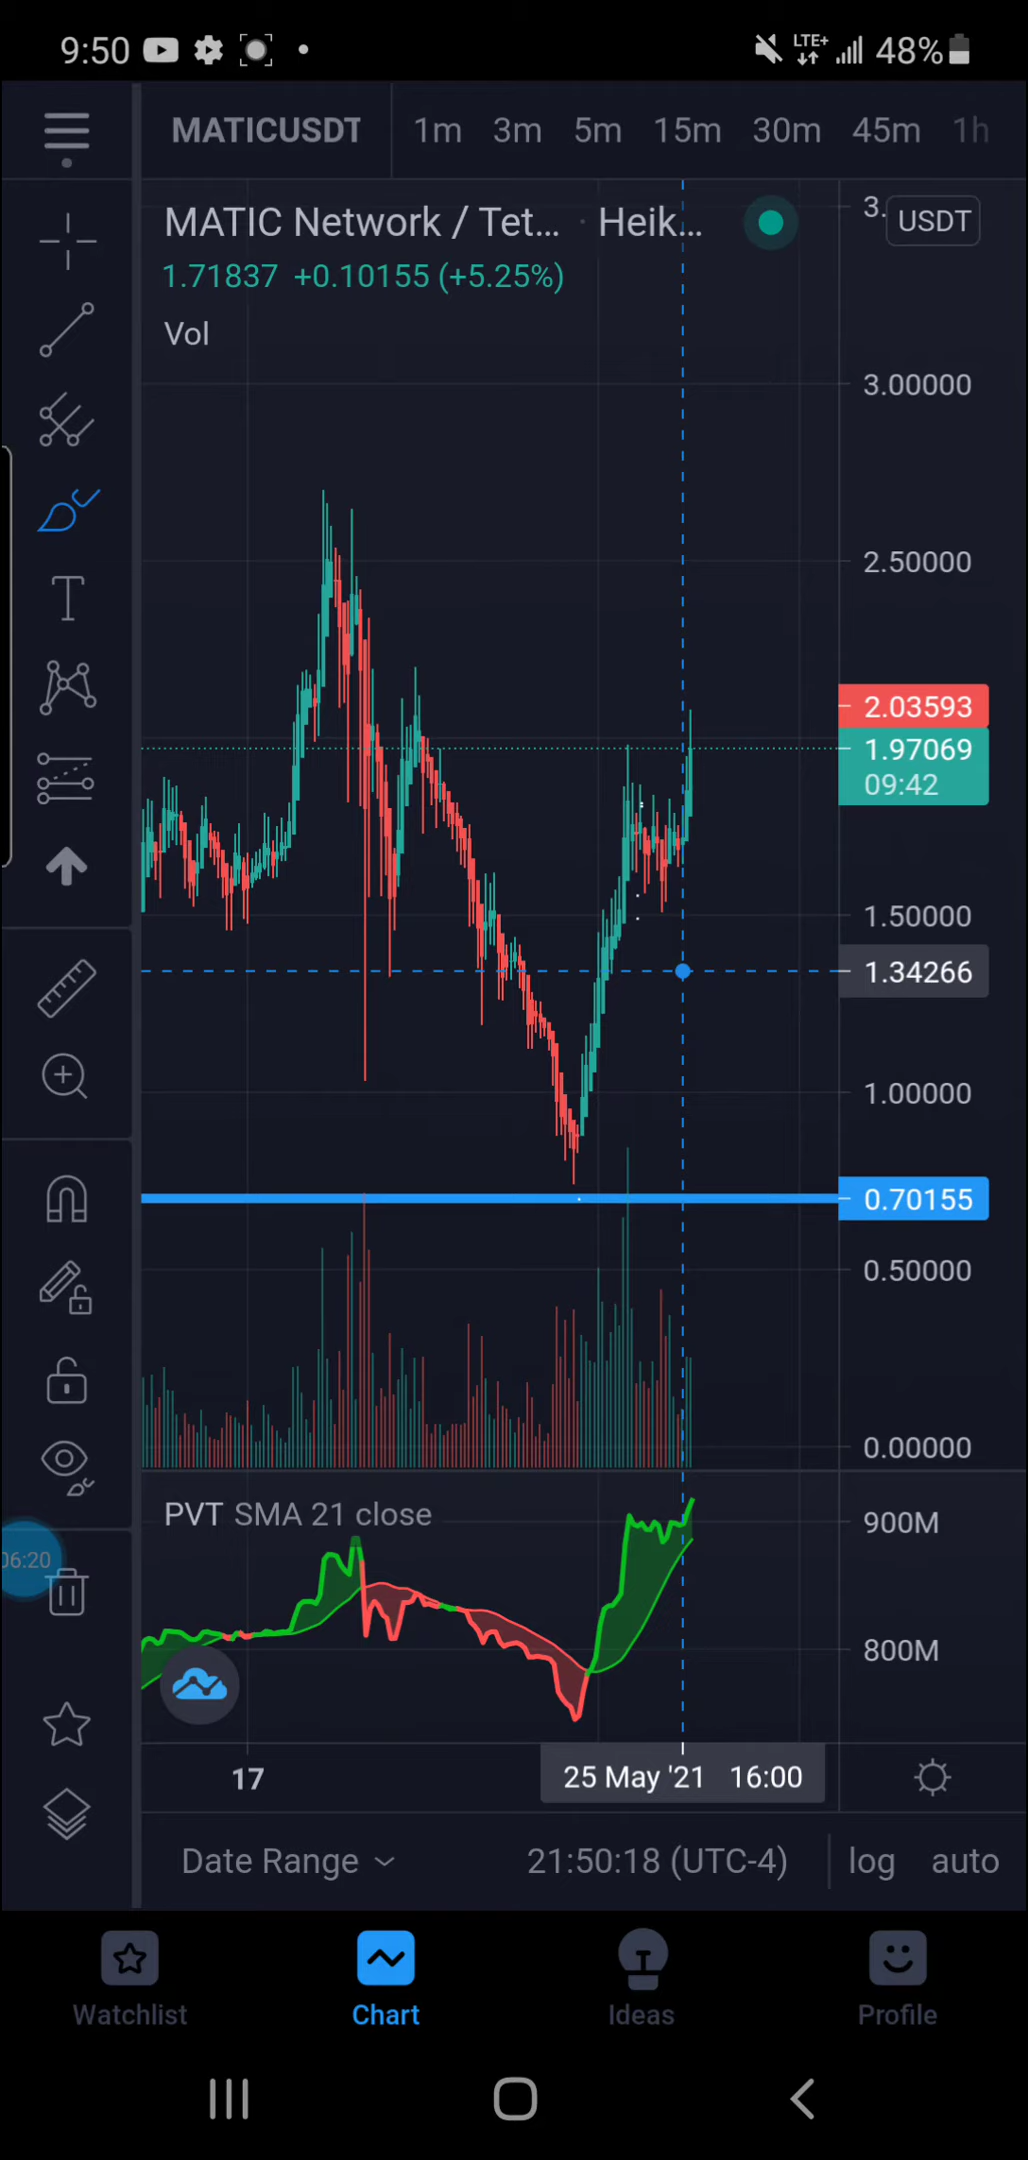 9:50 LTE+ 48%
MATICUSDT 1m 3m 5m 15m 30m 45m 1h
MATIC Network / Tet... · Heik...
3. USDT
1.71837 +0.10155 (+5.25%)
Vol
3.00000
2.50000
2.03593
1.97069
09:42
1.50000
1.34266
1.00000
0.70155
0.50000
0.00000
PVT SMA 21 close
900M
06:20
800M
17 25 May '21 16:00
Date Range 21:50:18 (UTC-4) log auto
Watchlist Chart Ideas Profile